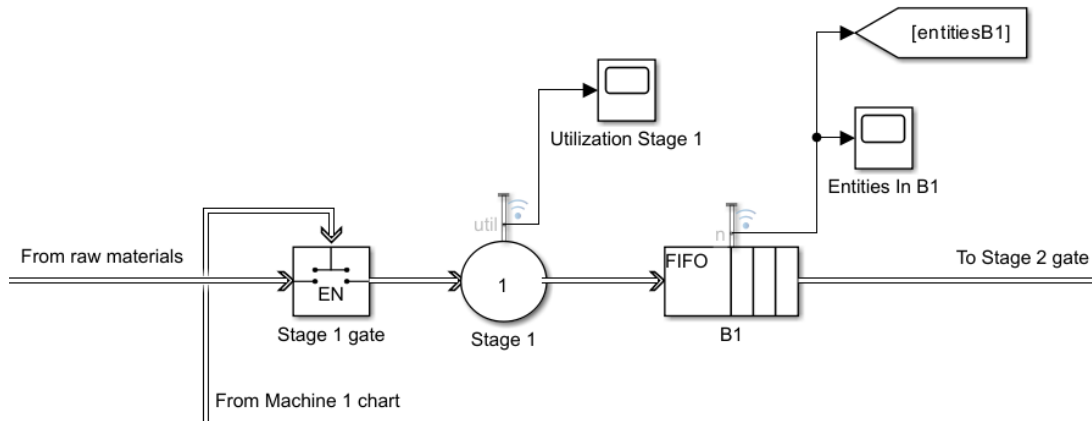 [entitiesB1]
Utilization Stage 1
Entities In B1
util
n
From raw materials
EN
Stage 1 gate
1
Stage 1
FIFO
B1
To Stage 2 gate
From Machine 1 chart